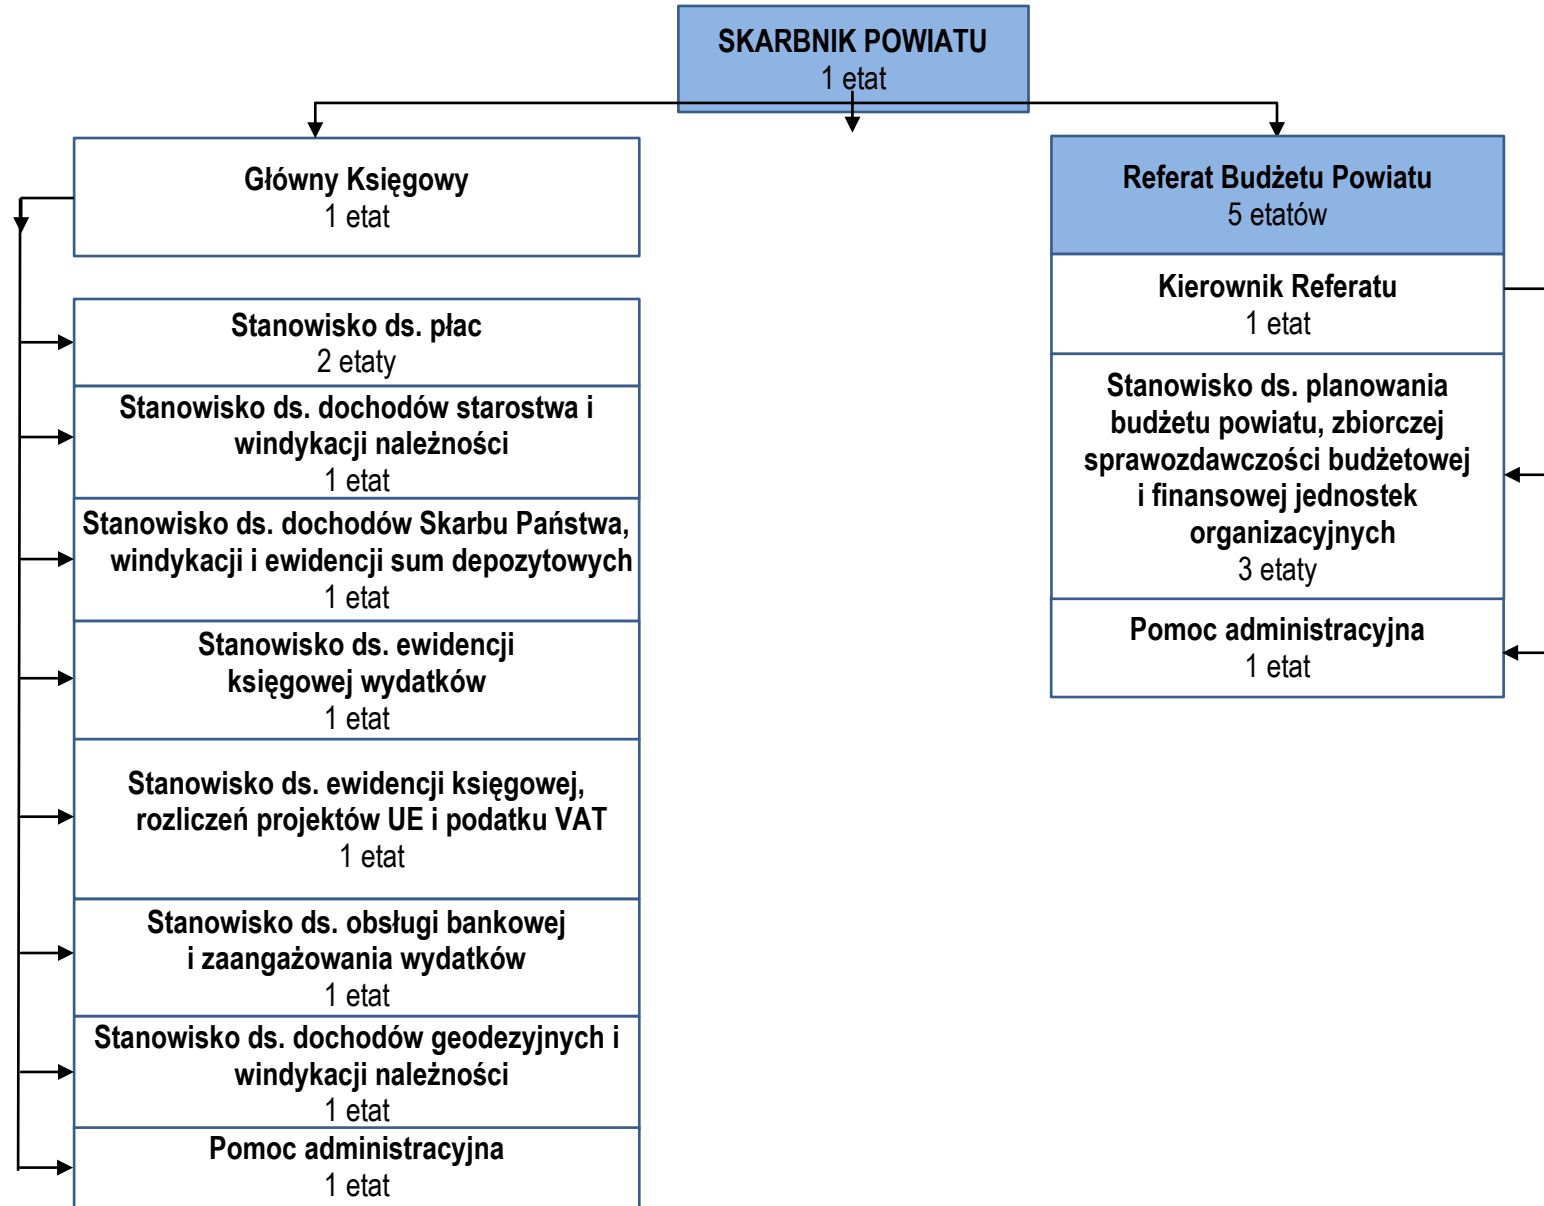 SKARBNIK POWIATU
1 etat
Główny Księgowy
1 etat
Stanowisko ds. płac
2 etaty
Stanowisko ds. dochodów starostwa i
windykacji należności
1 etat
Stanowisko ds. dochodów Skarbu Państwa,
windykacji i ewidencji sum depozytowych
1 etat
Stanowisko ds. ewidencji
księgowej wydatków
1 etat
Stanowisko ds. ewidencji księgowej,
rozliczeń projektów UE i podatku VAT
1 etat
Stanowisko ds. obsługi bankowej
i zaangażowania wydatków
1 etat
Stanowisko ds. dochodów geodezyjnych i
windykacji należności
1 etat
Pomoc administracyjna
1 etat
Referat Budżetu Powiatu
5 etatów
Kierownik Referatu
1 etat
Stanowisko ds. planowania
budżetu powiatu, zbiorczej
sprawozdawczości budżetowej
i finansowej jednostek
organizacyjnych
3 etaty
Pomoc administracyjna
1 etat